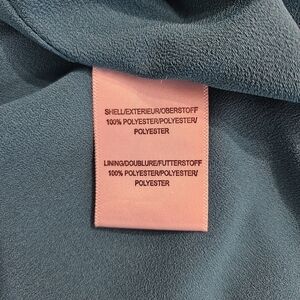 SHELL/EXTERIEUR/OBERSTOFF
100% POLYESTER/POLYESTER/
POLYESTER
LINING/DOUBLURE/FUTTERSTOFF
100% POLYESTER/POLYESTER/
POLYESTER